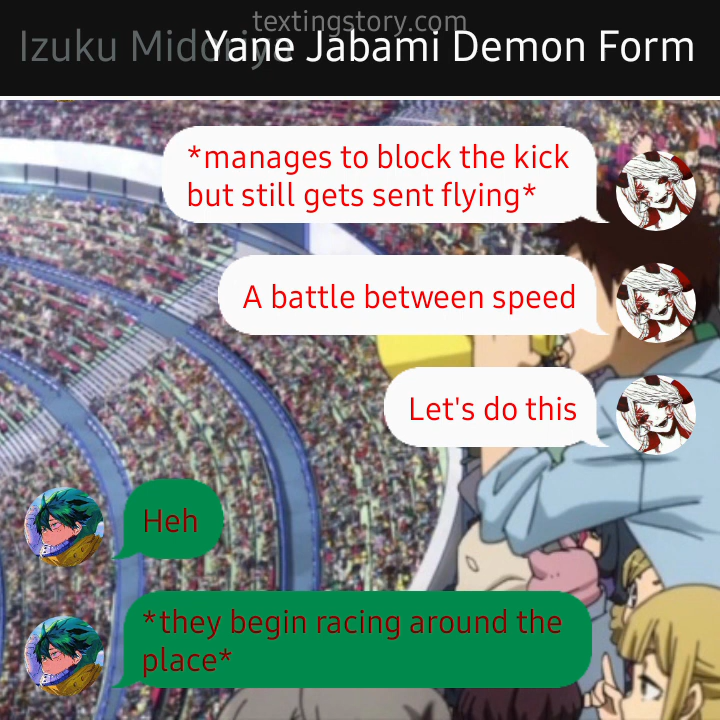 textingstory.com
Izuku Midoriya
Yane Jabami Demon Form
*manages to block the kick
but still gets sent flying*
A battle between speed
Let's do this
Heh
*they begin racing around the
place*